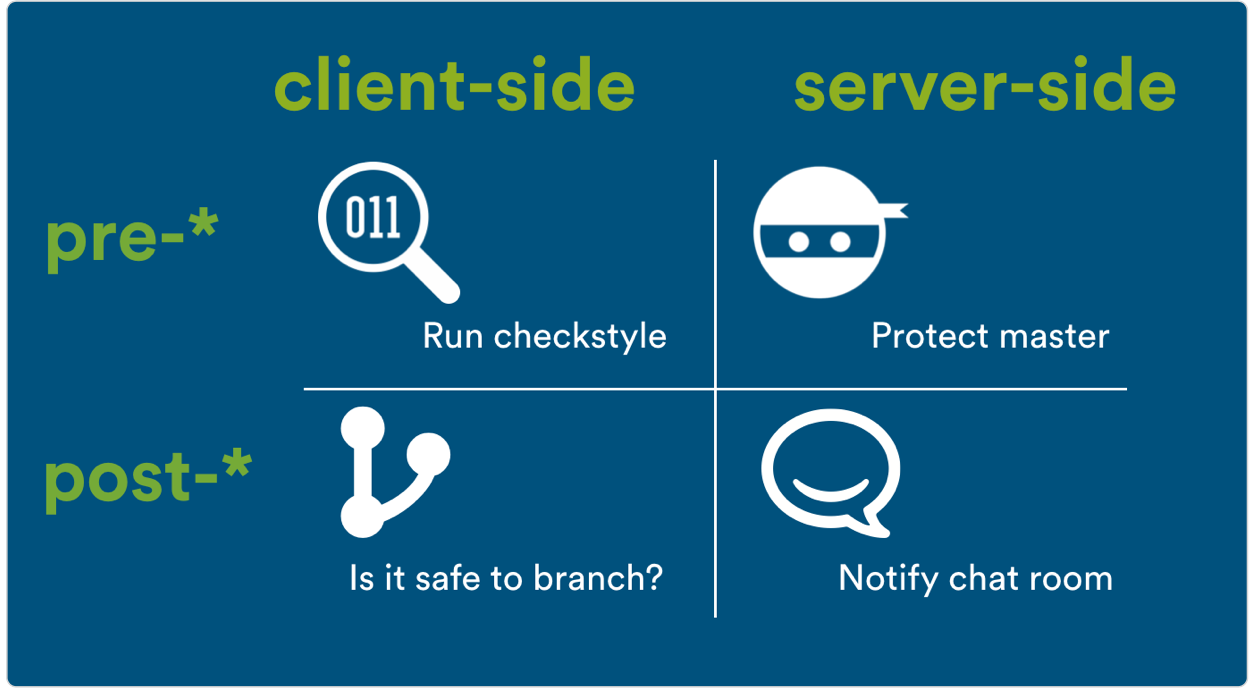 client-side server-side
pre-*
011
Run checkstyle Protect master
post-*
Is it safe to branch? Notify chat room